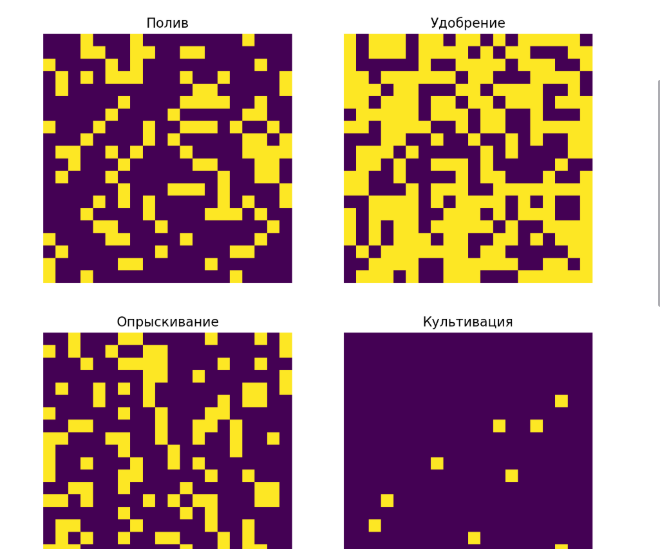 Полив
Удобрение
Опрыскивание
Культивация